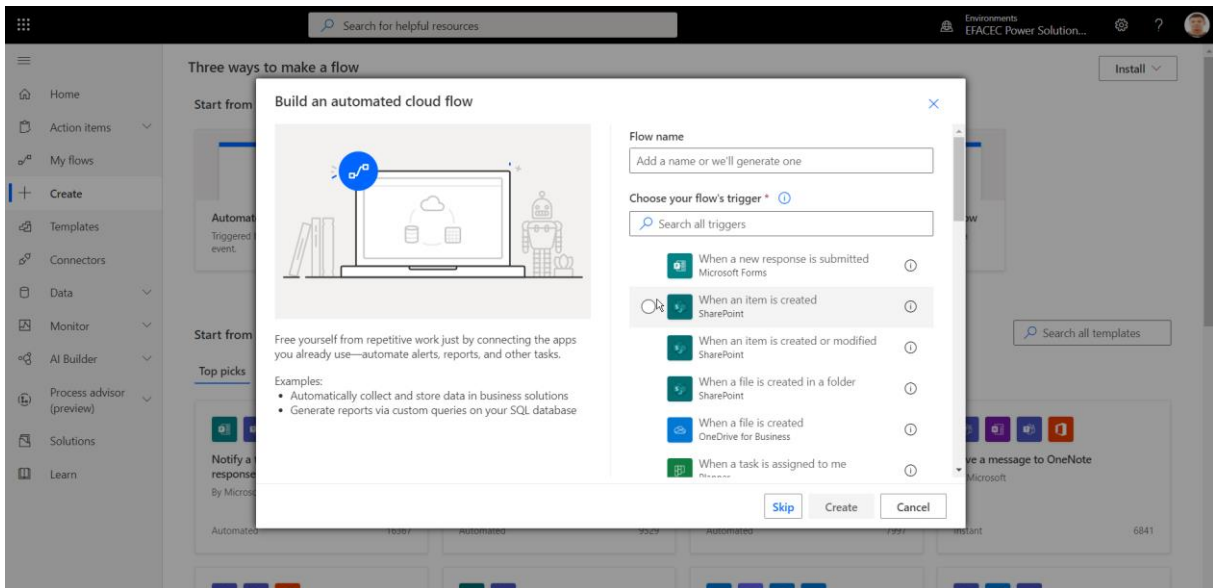 Search for helpful resources
Environments
EFACEC Power Solution...
?
Home
Action items
My flows
Create
Templates
Connectors
Data
Monitor
AI Builder
Process advisor
(preview)
Solutions
Learn
Three ways to make a flow
Install
Start from
Automat
Triggered
event.
Start from
Search all templates
Top picks
Notify a
response
By Microso
Automated
Automated
9529
Automated
7997
ve a message to OneNote
Microsoft
Instant
6841
Build an automated cloud flow
Free yourself from repetitive work just by connecting the apps
you already use—automate alerts, reports, and other tasks.
Examples:
• Automatically collect and store data in business solutions
• Generate reports via custom queries on your SQL database
Flow name
Add a name or we'll generate one
Choose your flow's trigger *
Search all triggers
When a new response is submitted
Microsoft Forms
When an item is created
SharePoint
When an item is created or modified
SharePoint
When a file is created in a folder
SharePoint
When a file is created
OneDrive for Business
When a task is assigned to me
Planner
Skip
Create
Cancel